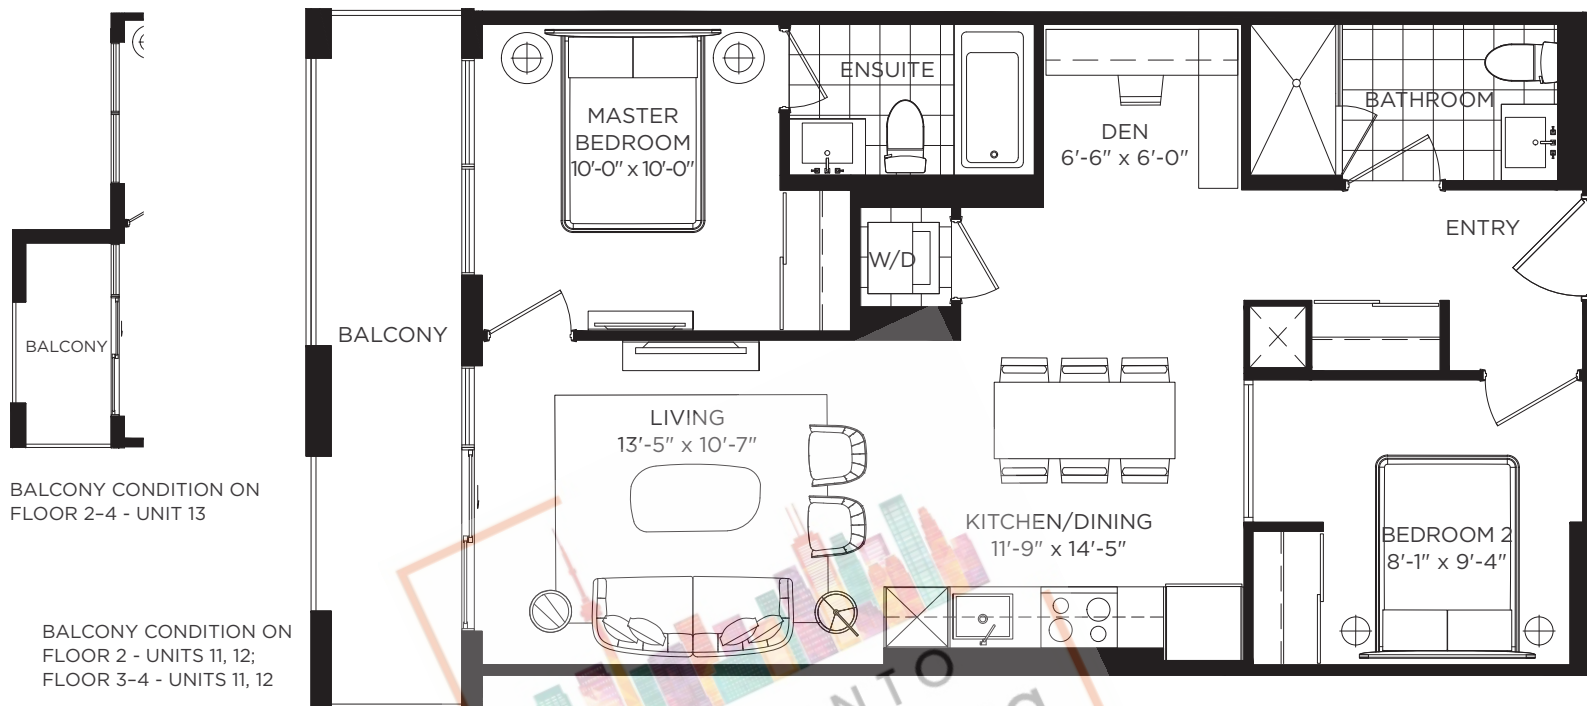 MASTER
BEDROOM
10'-0" x 10'-0"
ENSUITE
DEN
6'-6" x 6'-0"
BATHROOM
ENTRY
W/D
BALCONY
BALCONY
LIVING
13'-5" x 10'-7"
KITCHEN/DINING
11'-9" x 14'-5"
BEDROOM 2
8'-1" x 9'-4"
BALCONY CONDITION ON
FLOOR 2-4 - UNIT 13
BALCONY CONDITION ON
FLOOR 2 - UNITS 11, 12;
FLOOR 3-4 - UNITS 11, 12